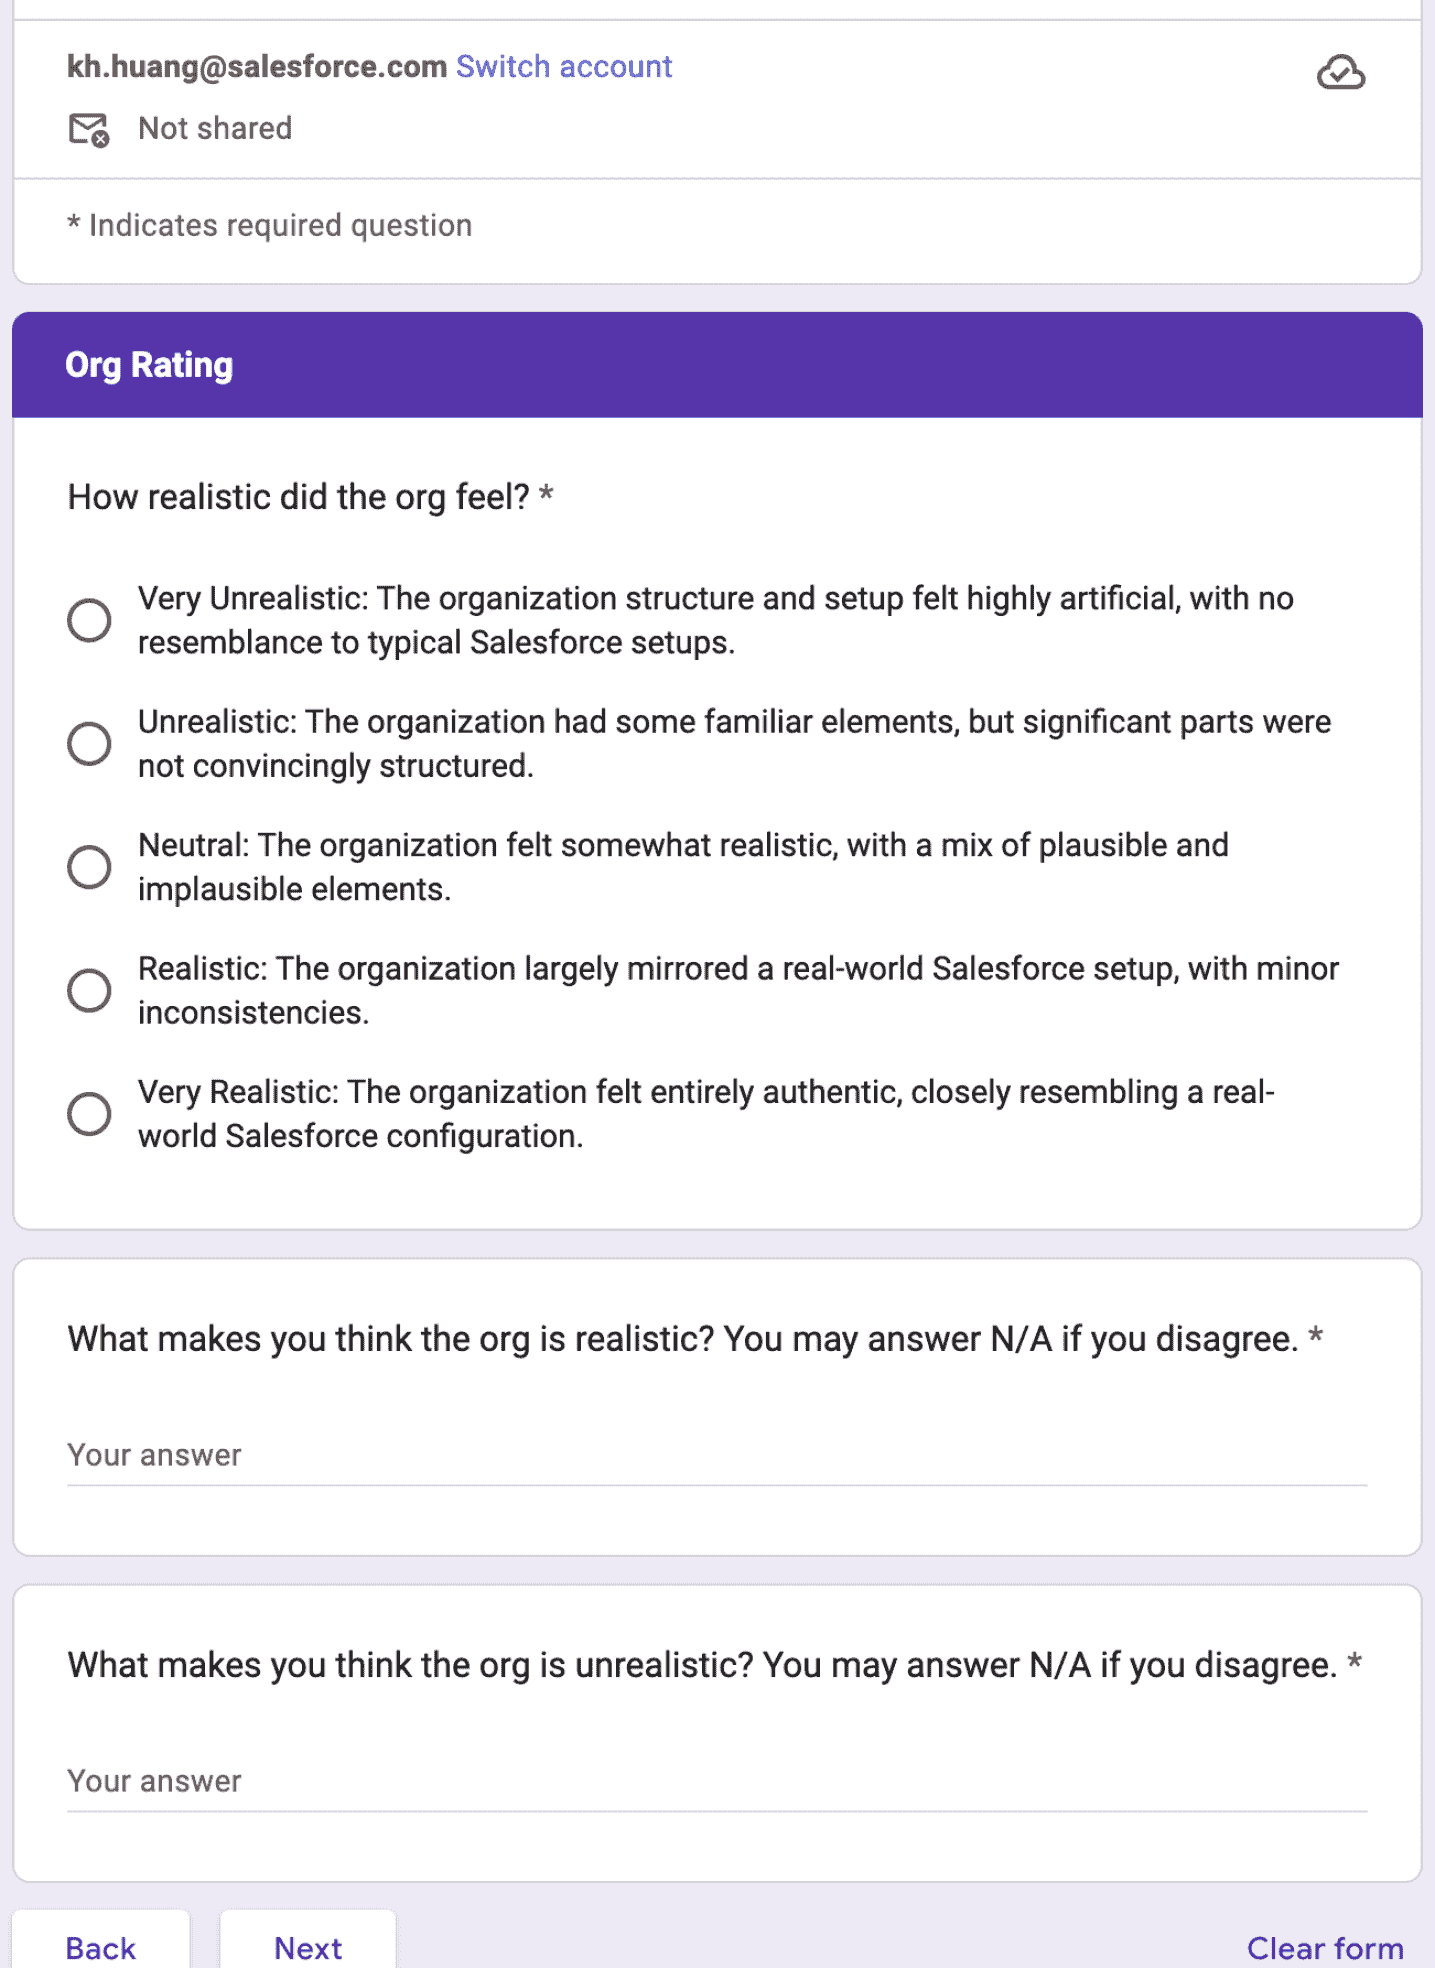 kh.huang@salesforce.com Switch account
Not shared
* Indicates required question
Org Rating
How realistic did the org feel? *
Very Unrealistic: The organization structure and setup felt highly artificial, with no
resemblance to typical Salesforce setups.
Unrealistic: The organization had some familiar elements, but significant parts were
not convincingly structured.
Neutral: The organization felt somewhat realistic, with a mix of plausible and
implausible elements.
Realistic: The organization largely mirrored a real-world Salesforce setup, with minor
inconsistencies.
Very Realistic: The organization felt entirely authentic, closely resembling a real-
world Salesforce configuration.
What makes you think the org is realistic? You may answer N/A if you disagree. *
Your answer
What makes you think the org is unrealistic? You may answer N/A if you disagree. *
Your answer
Back Next Clear form